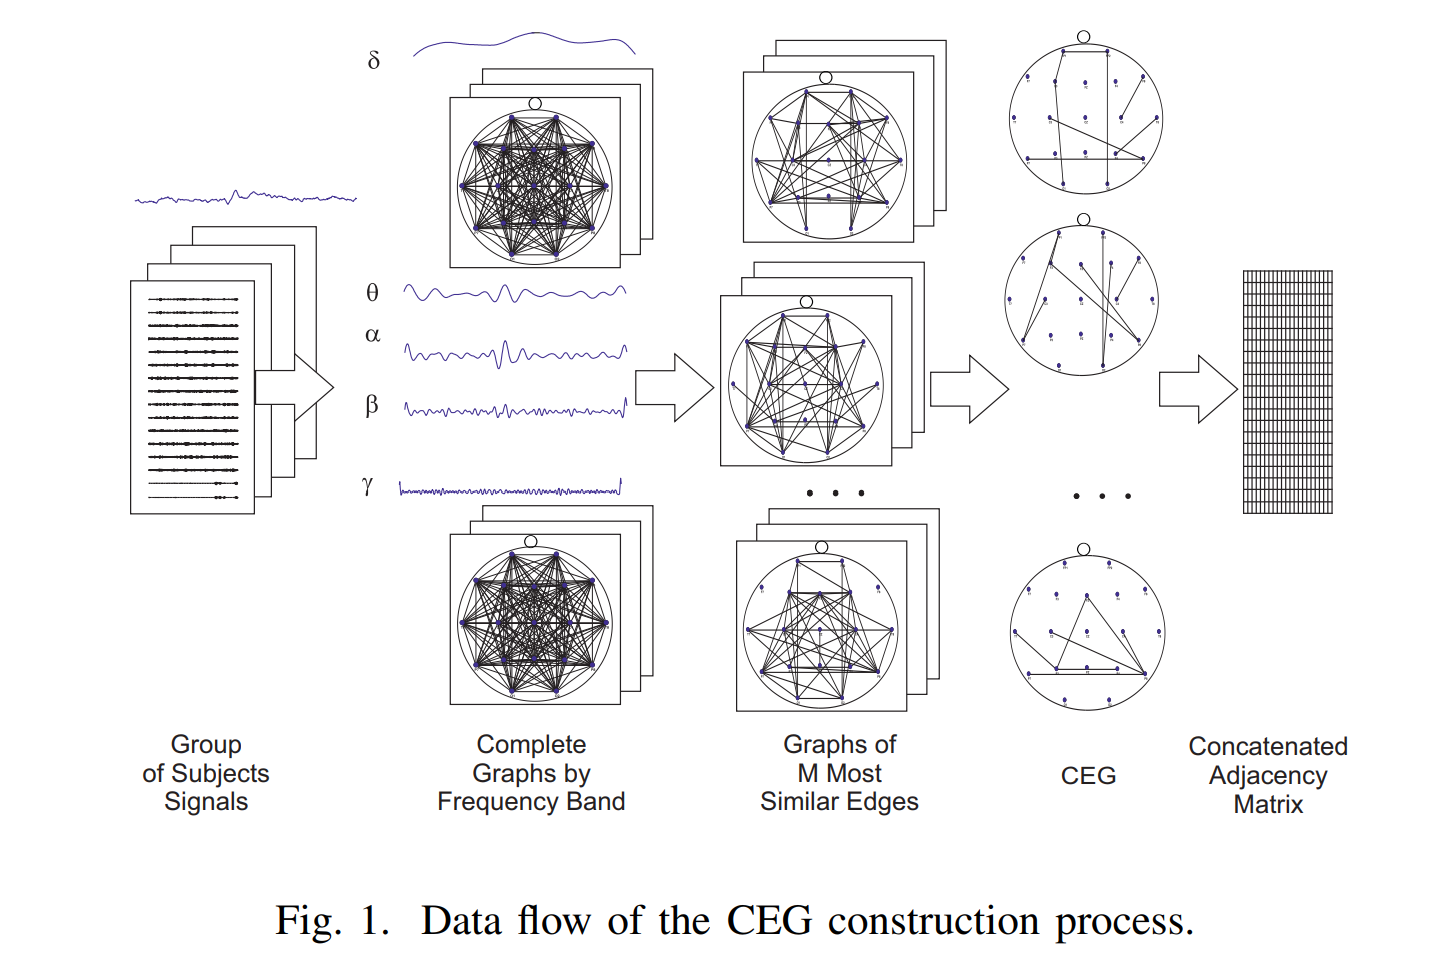 δ
θ
α
β
γ
Group
of Subjects
Signals
Complete
Graphs by
Frequency Band
Graphs of
M Most
Similar Edges
CEG
Concatenated
Adjacency
Matrix
Fig. 1. Data flow of the CEG construction process.